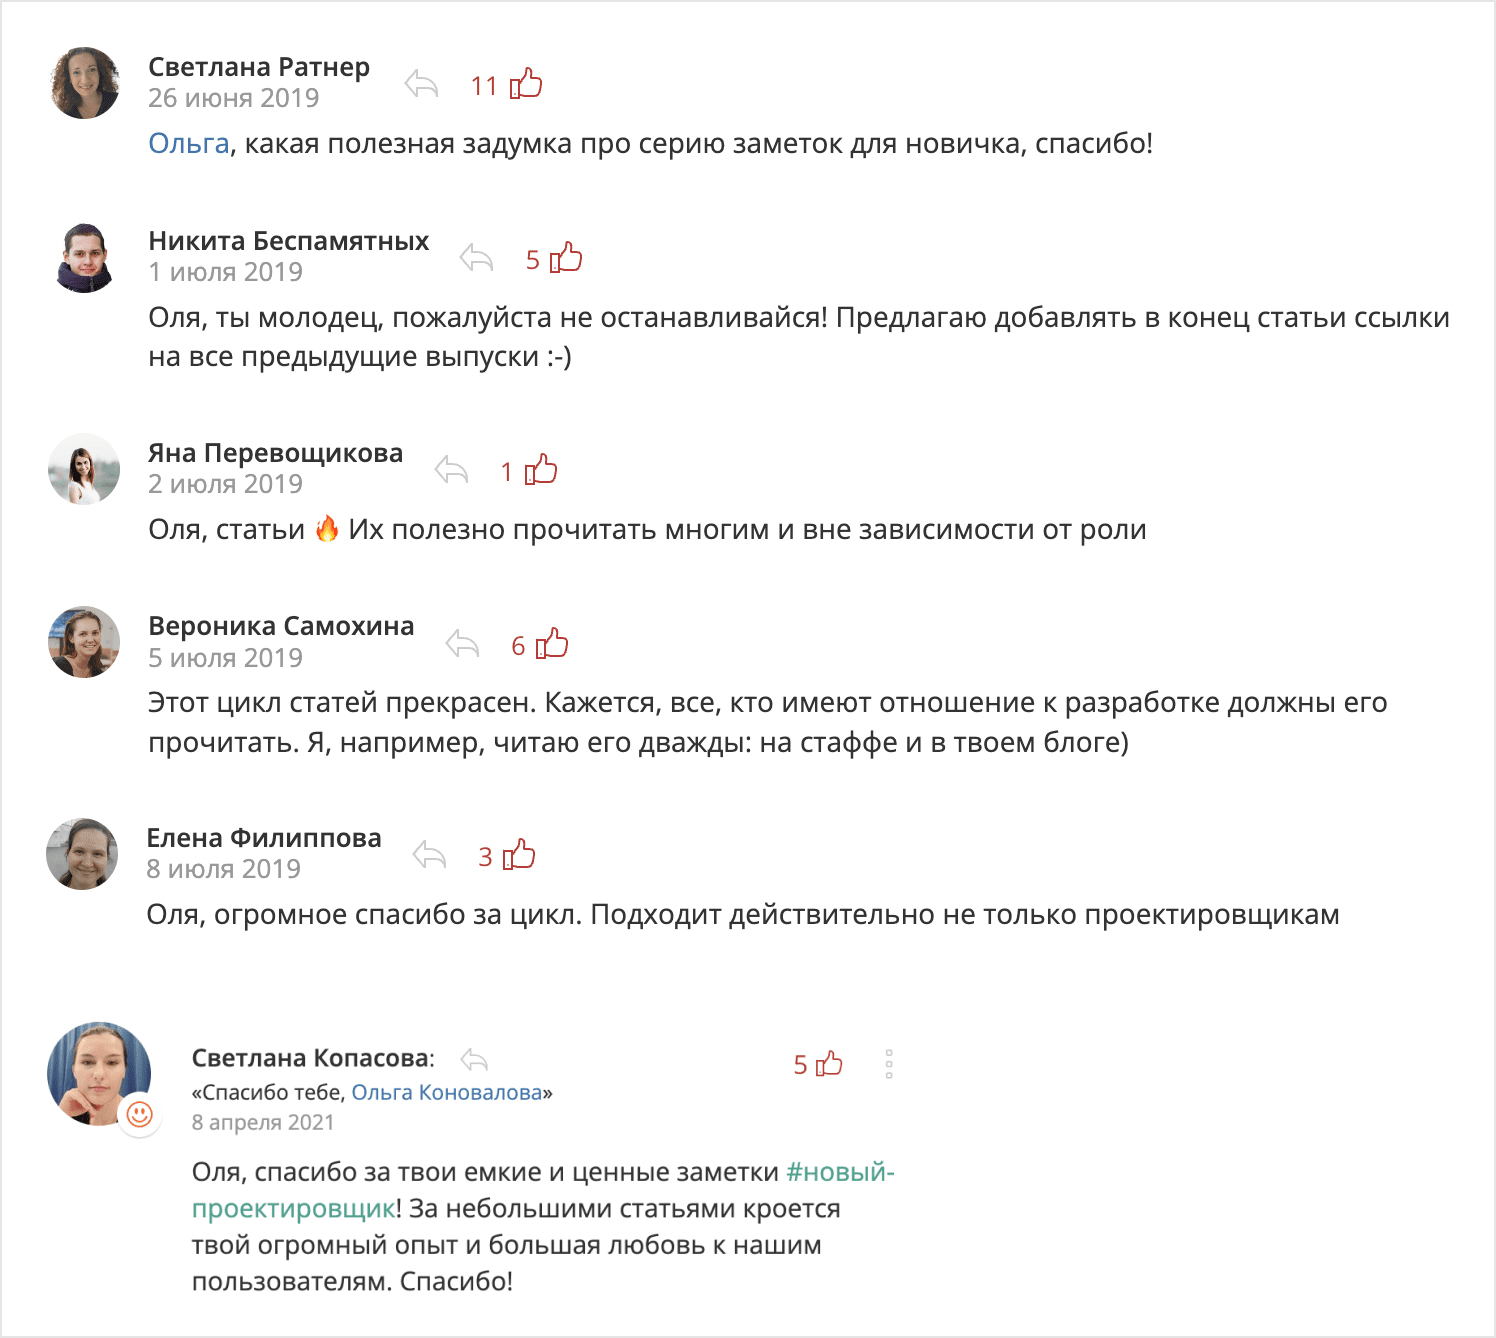 Светлана Ратнер
26 июня 2019
11
Ольга, какая полезная задумка про серию заметок для новичка, спасибо!
Никита Беспамятных
1 июля 2019
5
Оля, ты молодец, пожалуйста не останавливайся! Предлагаю добавлять в конец статьи ссылки
на все предыдущие выпуски :-)
Яна Перевощикова
2 июля 2019
1
Оля, статьи 🔥 Их полезно прочитать многим и вне зависимости от роли
Вероника Самохина
5 июля 2019
6
Этот цикл статей прекрасен. Кажется, все, кто имеют отношение к разработке должны его
прочитать. Я, например, читаю его дважды: на стаффе и в твоем блоге)
Елена Филиппова
8 июля 2019
3
Оля, огромное спасибо за цикл. Подходит действительно не только проектировщикам
Светлана Копасова:
5
«Спасибо тебе, Ольга Коновалова»
8 апреля 2021
Оля, спасибо за твои емкие и ценные заметки #новый-
проектировщик! За небольшими статьями кроется
твой огромный опыт и большая любовь к нашим
пользователям. Спасибо!